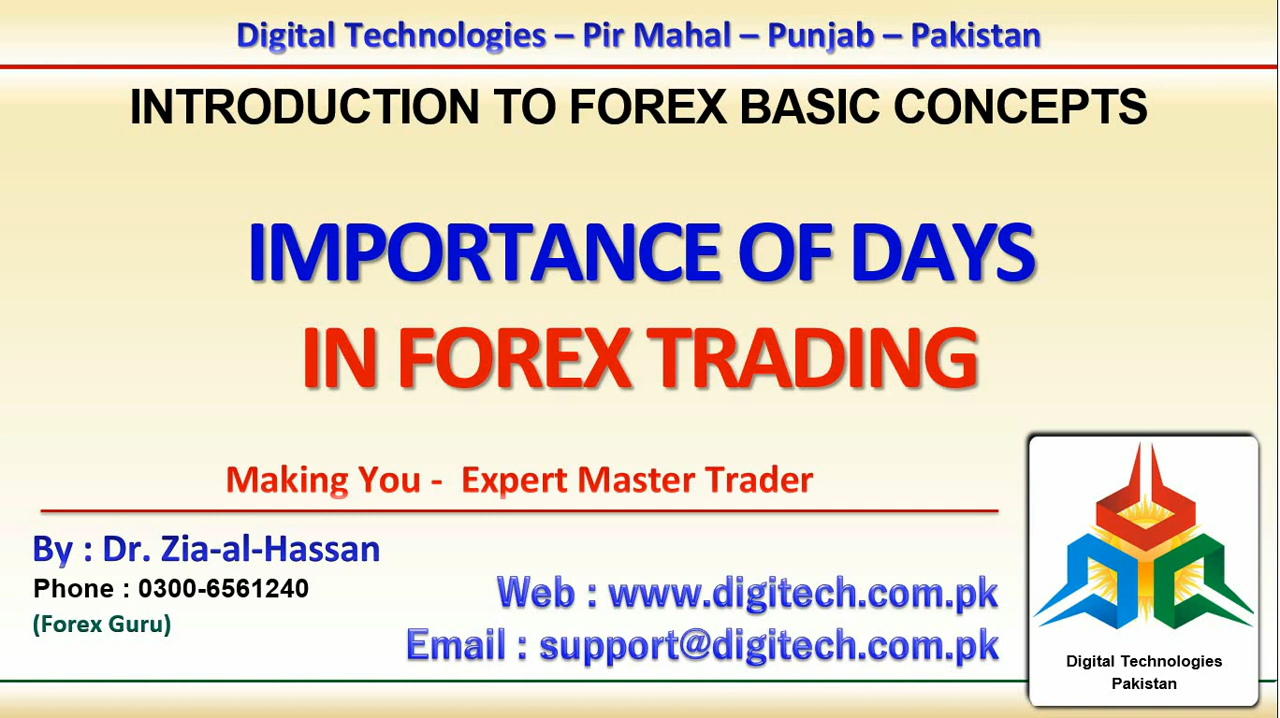 Digital Technologies – Pir Mahal – Punjab – Pakistan
INTRODUCTION TO FOREX BASIC CONCEPTS
IMPORTANCE OF DAYS
IN FOREX TRADING
Making You -  Expert Master Trader
By : Dr. Zia-al-Hassan
Phone : 0300-6561240
(Forex Guru)
Web : www.digitech.com.pk
Email : support@digitech.com.pk
Digital Technologies
Pakistan